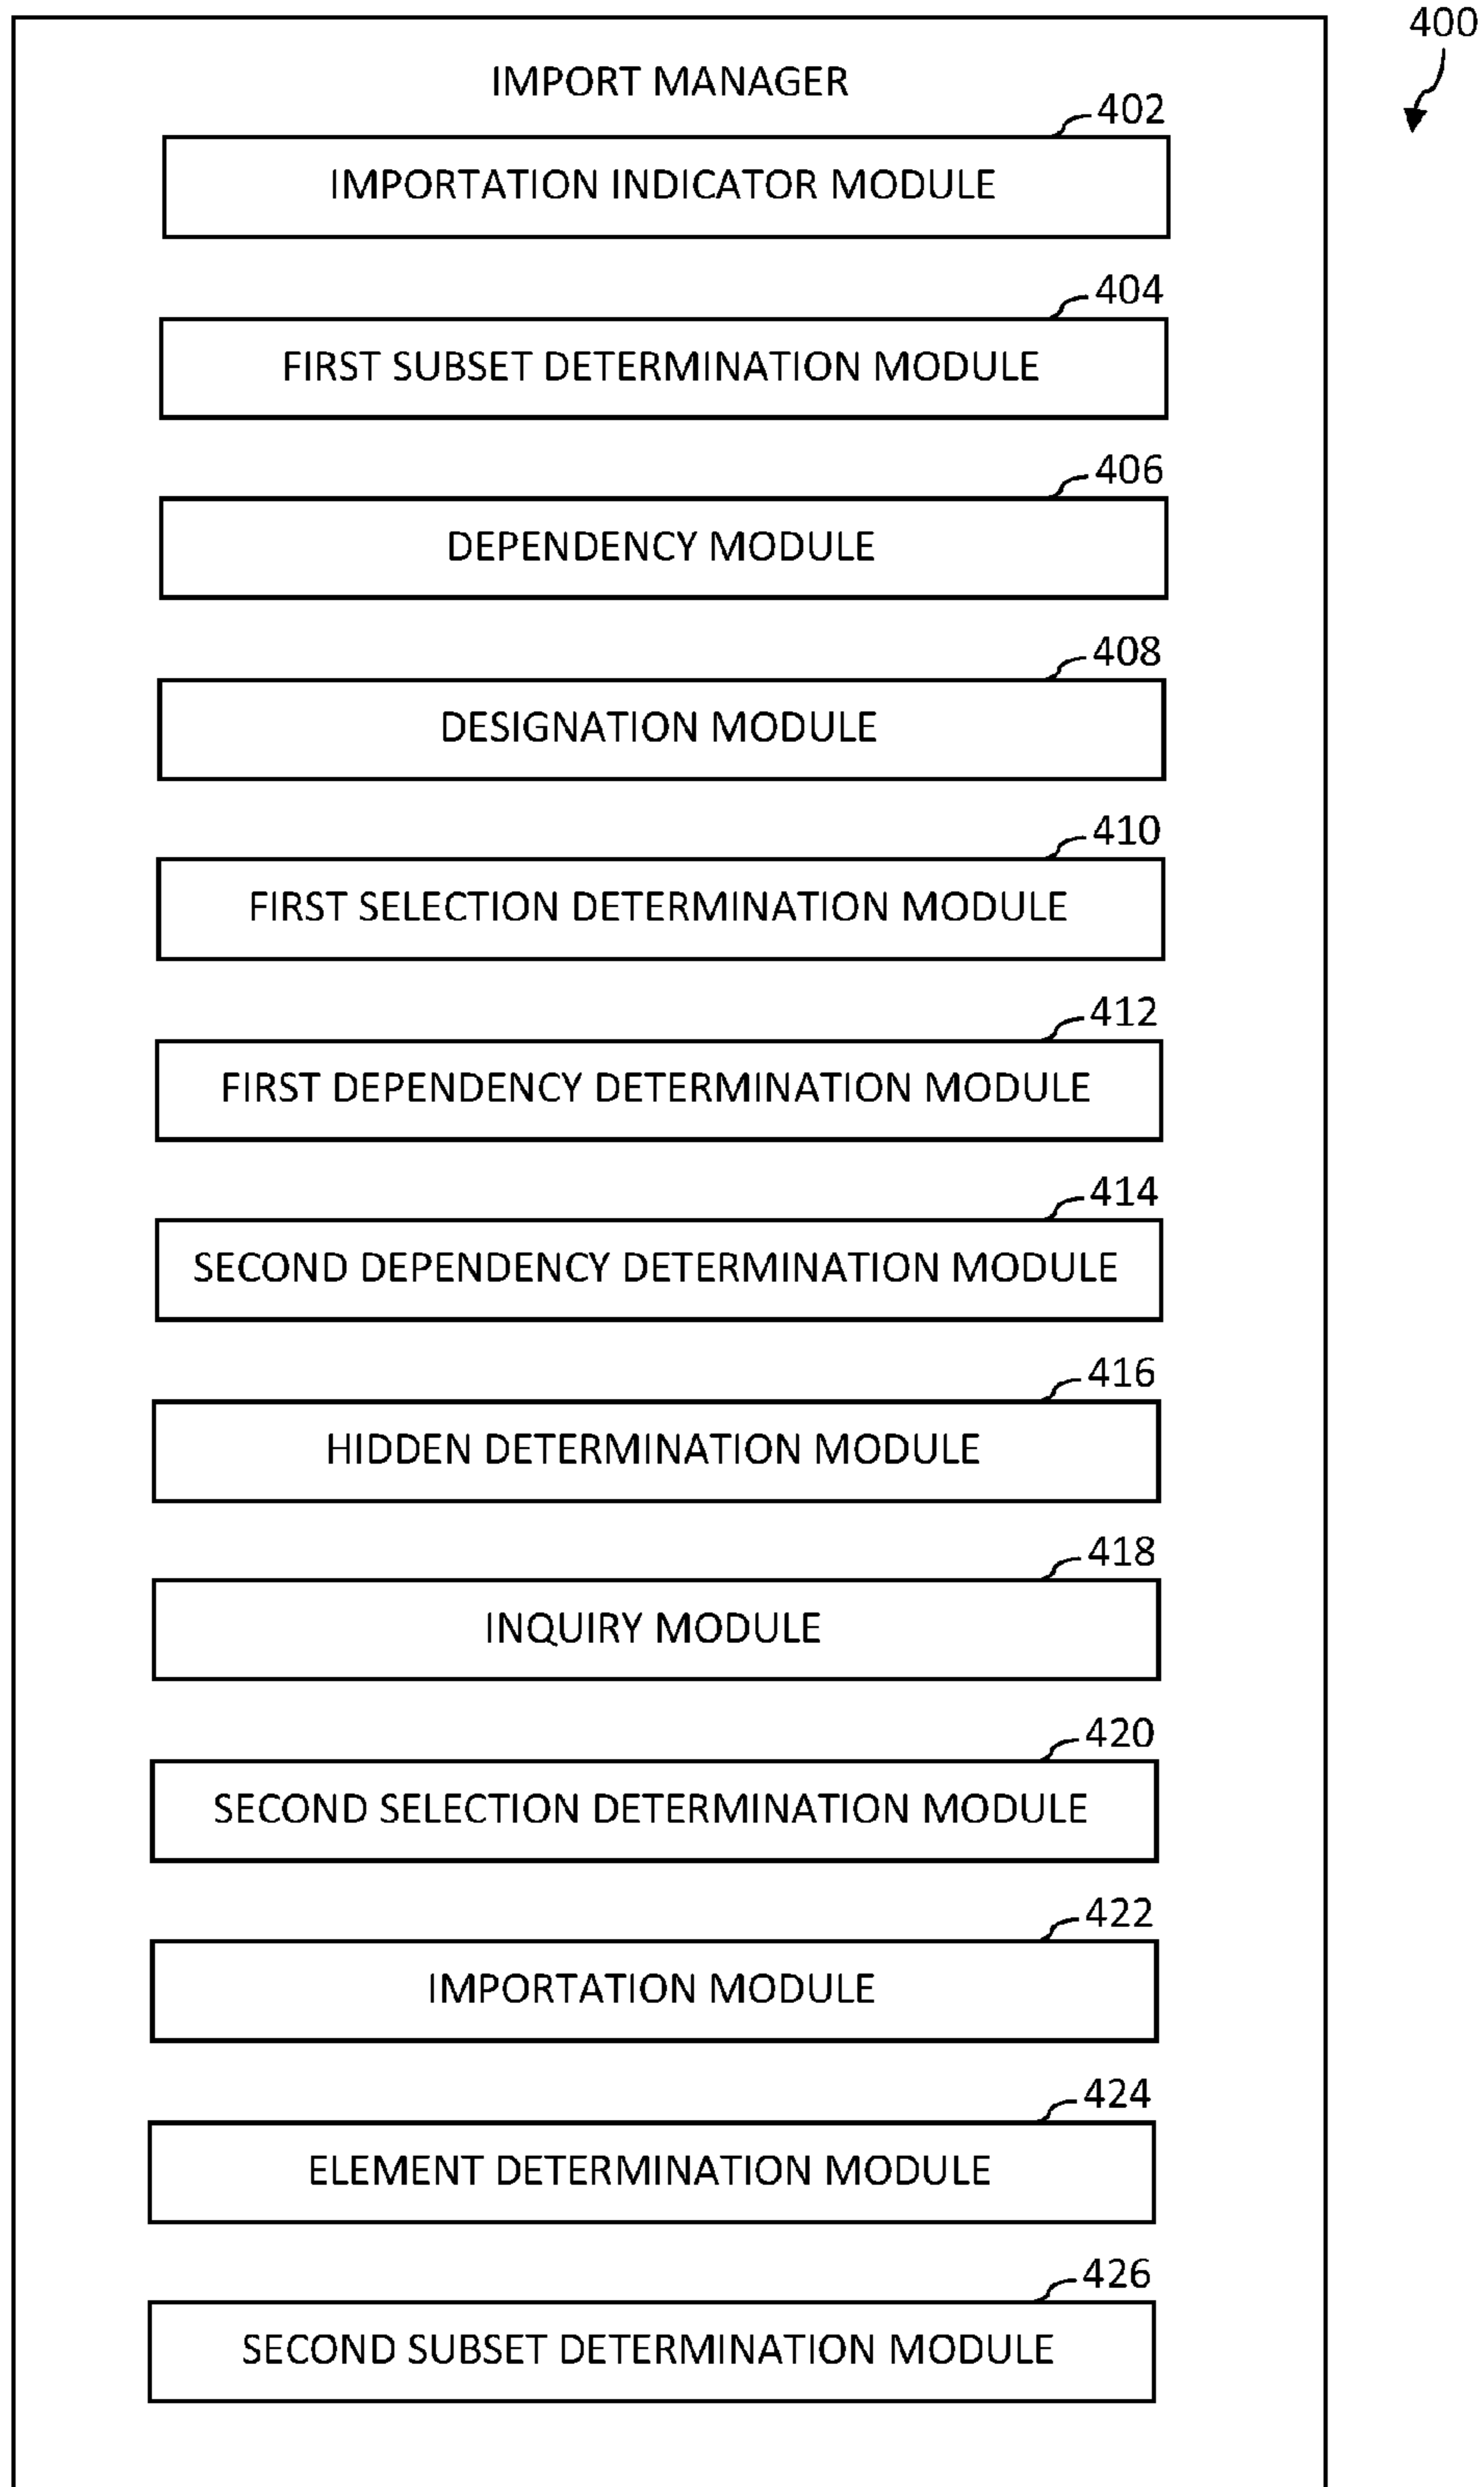 400
IMPORT MANAGER
402
IMPORTATION INDICATOR MODULE
404
FIRST SUBSET DETERMINATION MODULE
406
DEPENDENCY MODULE
408
DESIGNATION MODULE
410
FIRST SELECTION DETERMINATION MODULE
412
FIRST DEPENDENCY DETERMINATION MODULE
414
SECOND DEPENDENCY DETERMINATION MODULE
416
HIDDEN DETERMINATION MODULE
418
INQUIRY MODULE
420
SECOND SELECTION DETERMINATION MODULE
422
IMPORTATION MODULE
424
ELEMENT DETERMINATION MODULE
426
SECOND SUBSET DETERMINATION MODULE